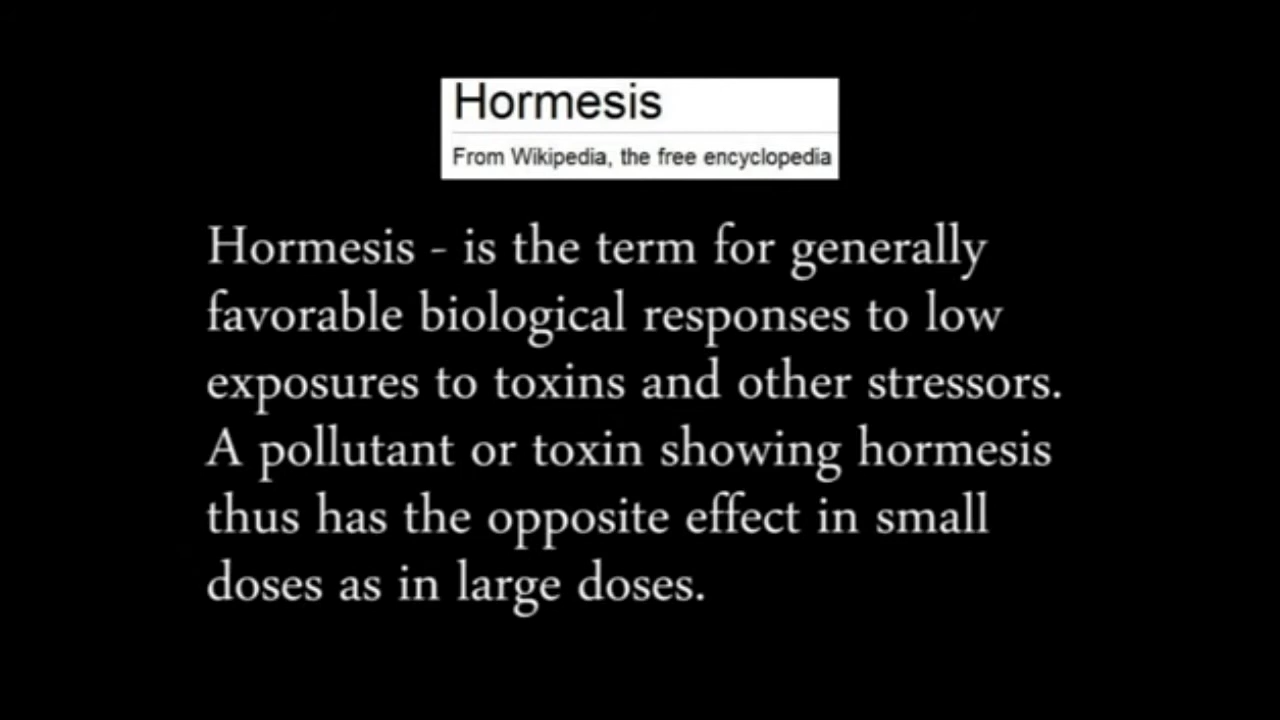 Hormesis
From Wikipedia, the free encyclopedia
Hormesis - is the term for generally
favorable biological responses to low
exposures to toxins and other stressors.
A pollutant or toxin showing hormesis
thus has the opposite effect in small
doses as in large doses.